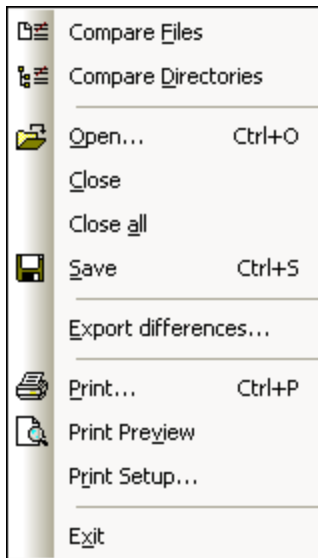 Compare Files
Compare Directories
Open... Ctrl+O
Close
Close all
Save Ctrl+S
Export differences...
Print... Ctrl+P
Print Preview
Print Setup...
Exit